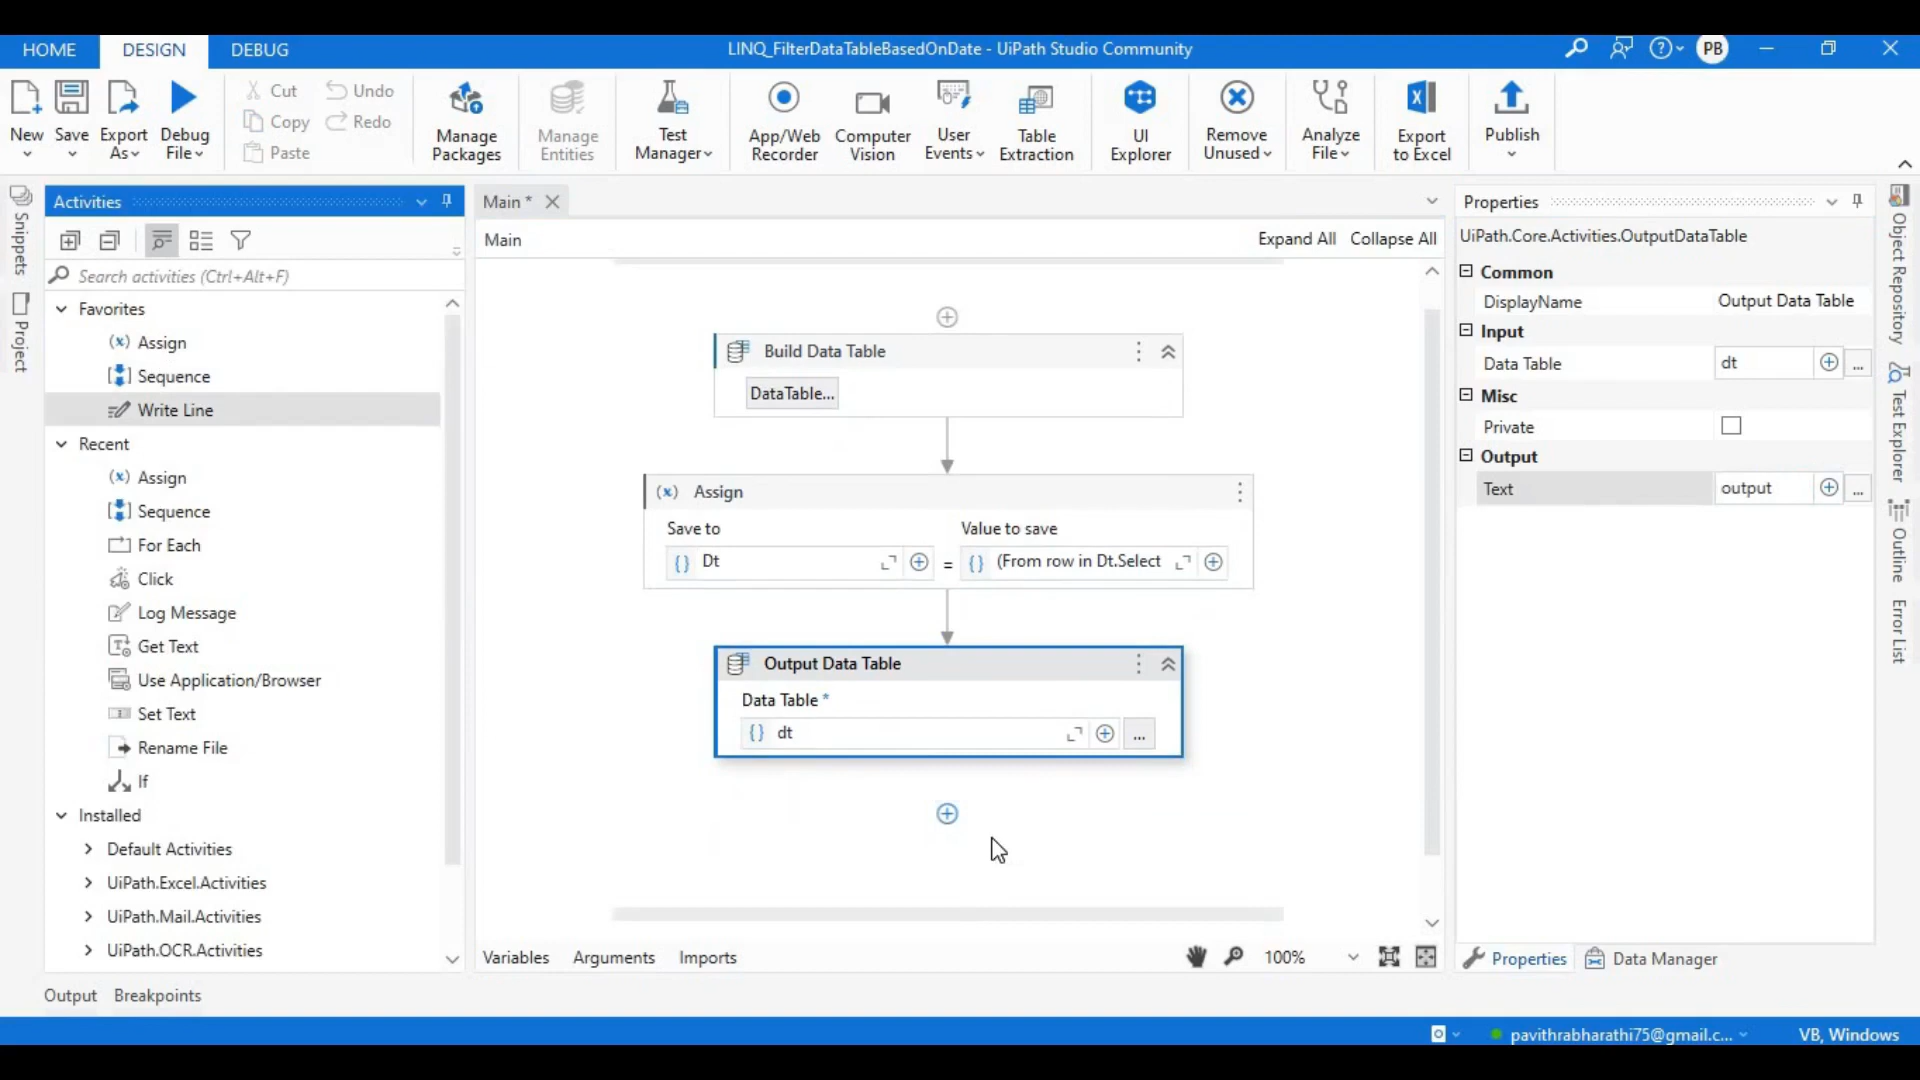 HOME DESIGN DEBUG LINQ_FilterDataTableBasedOnDate - UiPath Studio Community PB
New Save Export As Debug File Cut Copy Paste Undo Redo Manage Packages Manage Entities Test Manager App/Web Recorder Computer Vision User Events Table Extraction UI Explorer Remove Unused Analyze File Export to Excel Publish
Snippets
Project
Activities
Search activities (Ctrl+Alt+F)
Favorites
Assign
Sequence
Write Line
Recent
Assign
Sequence
For Each
Click
Log Message
Get Text
Use Application/Browser
Set Text
Rename File
If
Installed
Default Activities
UiPath.Excel.Activities
UiPath.Mail.Activities
UiPath.OCR.Activities
Main *
Main Expand All Collapse All
Build Data Table
DataTable...
Assign
Save to Value to save
Dt = (From row in Dt.Select
Output Data Table
Data Table *
dt ...
Variables Arguments Imports 100%
Properties
UiPath.Core.Activities.OutputDataTable
Common
DisplayName Output Data Table
Input
Data Table dt ...
Misc
Private
Output
Text output ...
Properties Data Manager
Object Repository
Test Explorer
Outline
Error List
Output Breakpoints
pavithrabharathi75@gmail.c... VB, Windows